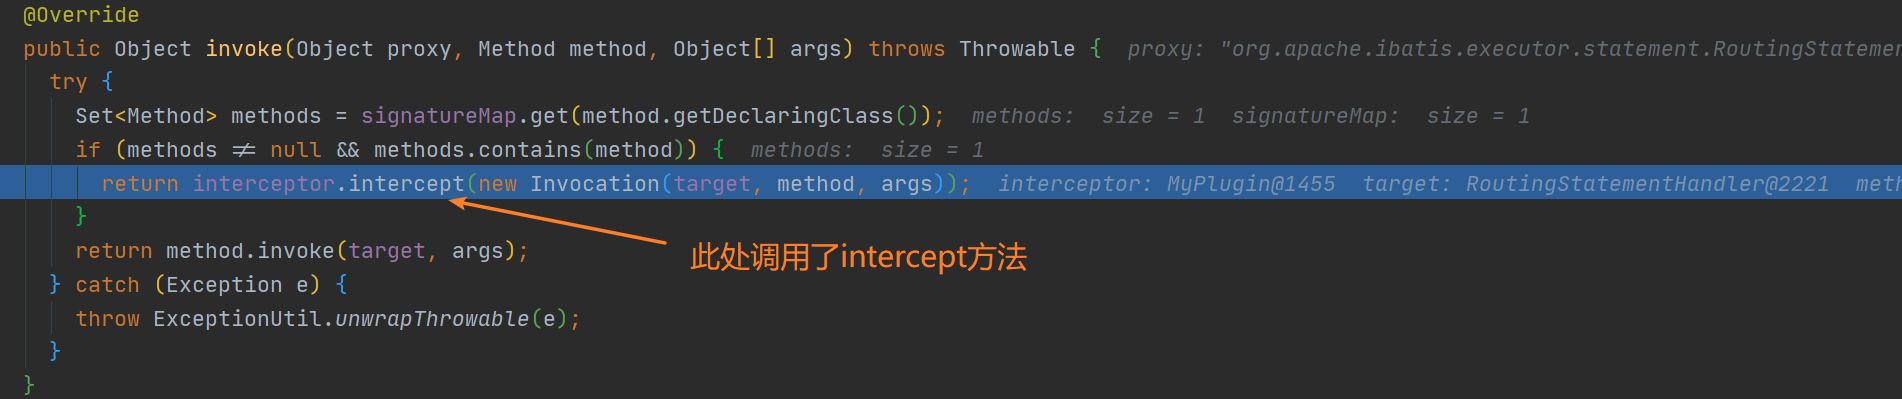 @Override
public Object invoke(Object proxy, Method method, Object[] args) throws Throwable { proxy: "org.apache.ibatis.executor.statement.RoutingStatemen
try {
Set<Method> methods = signatureMap.get(method.getDeclaringClass()); methods: size = 1 signatureMap: size = 1
if (methods ≠ null && methods.contains(method)) { methods: size = 1
return interceptor.intercept(new Invocation(target, method, args)); interceptor: MyPlugin@1455 target: RoutingStatementHandler@2221 meth
}
return method.invoke(target, args);
此处调用了intercept方法
} catch (Exception e) {
throw ExceptionUtil.unwrapThrowable(e);
}
}